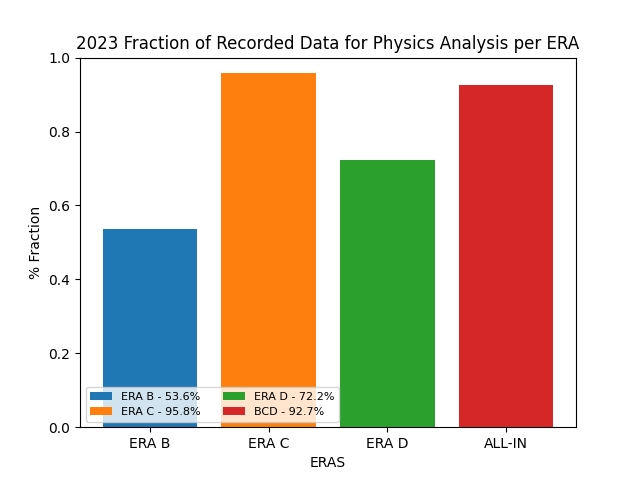 2023 Fraction of Recorded Data for Physics Analysis per ERA
1.0
0.8
0.6
0.4
0.2
0.0
% Fraction
ERA B - 53.6%
ERA C - 95.8%
ERA D - 72.2%
BCD - 92.7%
ERA B
ERA C
ERA D
ALL-IN
ERAS